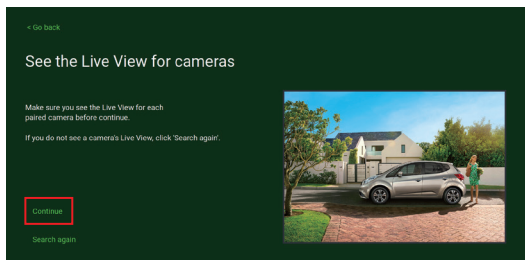 < Go back
See the Live View for cameras
Make sure you see the Live View for each
paired camera before continue.
If you do not see a camera's Live View, click 'Search again'.
Continue
Search again